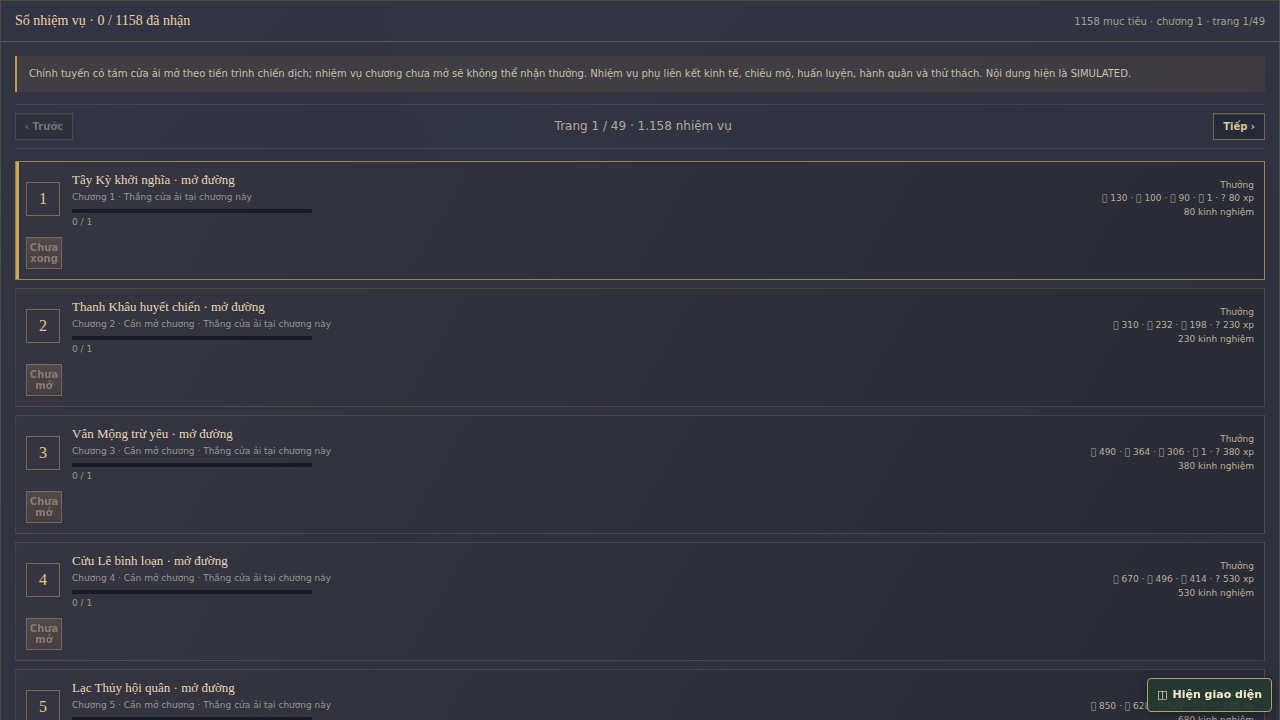 Sổ nhiệm vụ · 0 / 1158 đã nhận
1158 mục tiêu · chương 1 · trang 1/49
Chính tuyến có tám cửa ải mở theo tiến trình chiến dịch; nhiệm vụ chương chưa mở sẽ không thể nhận thưởng. Nhiệm vụ phụ liên kết kinh tế, chiêu mộ, huấn luyện, hành quân và thử thách. Nội dung hiện là SIMULATED.
‹ Trước
Trang 1 / 49 · 1.158 nhiệm vụ
Tiếp ›
1
Tây Kỳ khởi nghĩa · mở đường
Chương 1 · Thắng cửa ải tại chương này
0 / 1
Chưa xong
Thưởng
130 · 100 · 90 · 1 · ? 80 xp
80 kinh nghiệm
2
Thanh Khâu huyết chiến · mở đường
Chương 2 · Cần mở chương · Thắng cửa ải tại chương này
0 / 1
Chưa mở
Thưởng
310 · 232 · 198 · ? 230 xp
230 kinh nghiệm
3
Vân Mộng trừ yêu · mở đường
Chương 3 · Cần mở chương · Thắng cửa ải tại chương này
0 / 1
Chưa mở
Thưởng
490 · 364 · 306 · 1 · ? 380 xp
380 kinh nghiệm
4
Cửu Lê bình loạn · mở đường
Chương 4 · Cần mở chương · Thắng cửa ải tại chương này
0 / 1
Chưa mở
Thưởng
670 · 496 · 414 · ? 530 xp
530 kinh nghiệm
5
Lạc Thủy hội quân · mở đường
Chương 5 · Cần mở chương · Thắng cửa ải tại chương này
0 / 1
850 ·
680 kinh nghiệm
Hiện giao diện